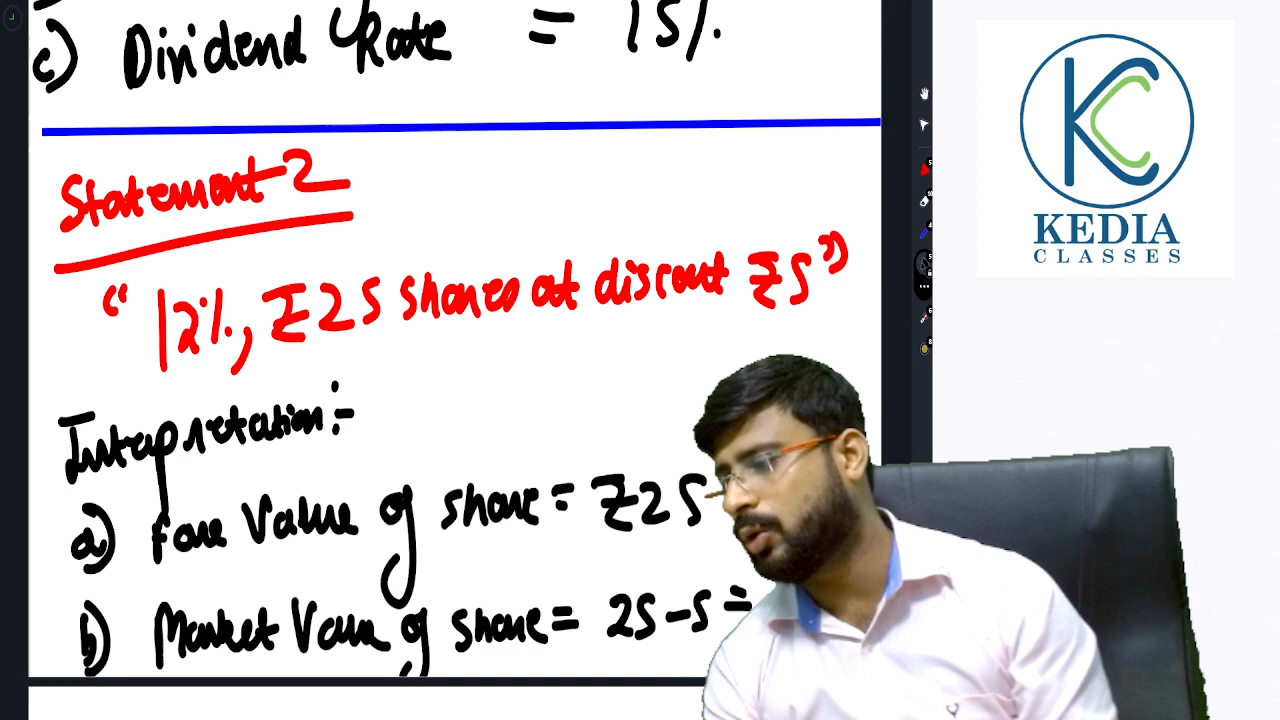 c) Dividend Rate = 15%.
Statement-2
" 12%, ₹25 shares at discount ₹5"
Interpretation:-
a) Face Value of share = ₹25
b) Market Value of share = 25-5=
KEDIA
CLASSES